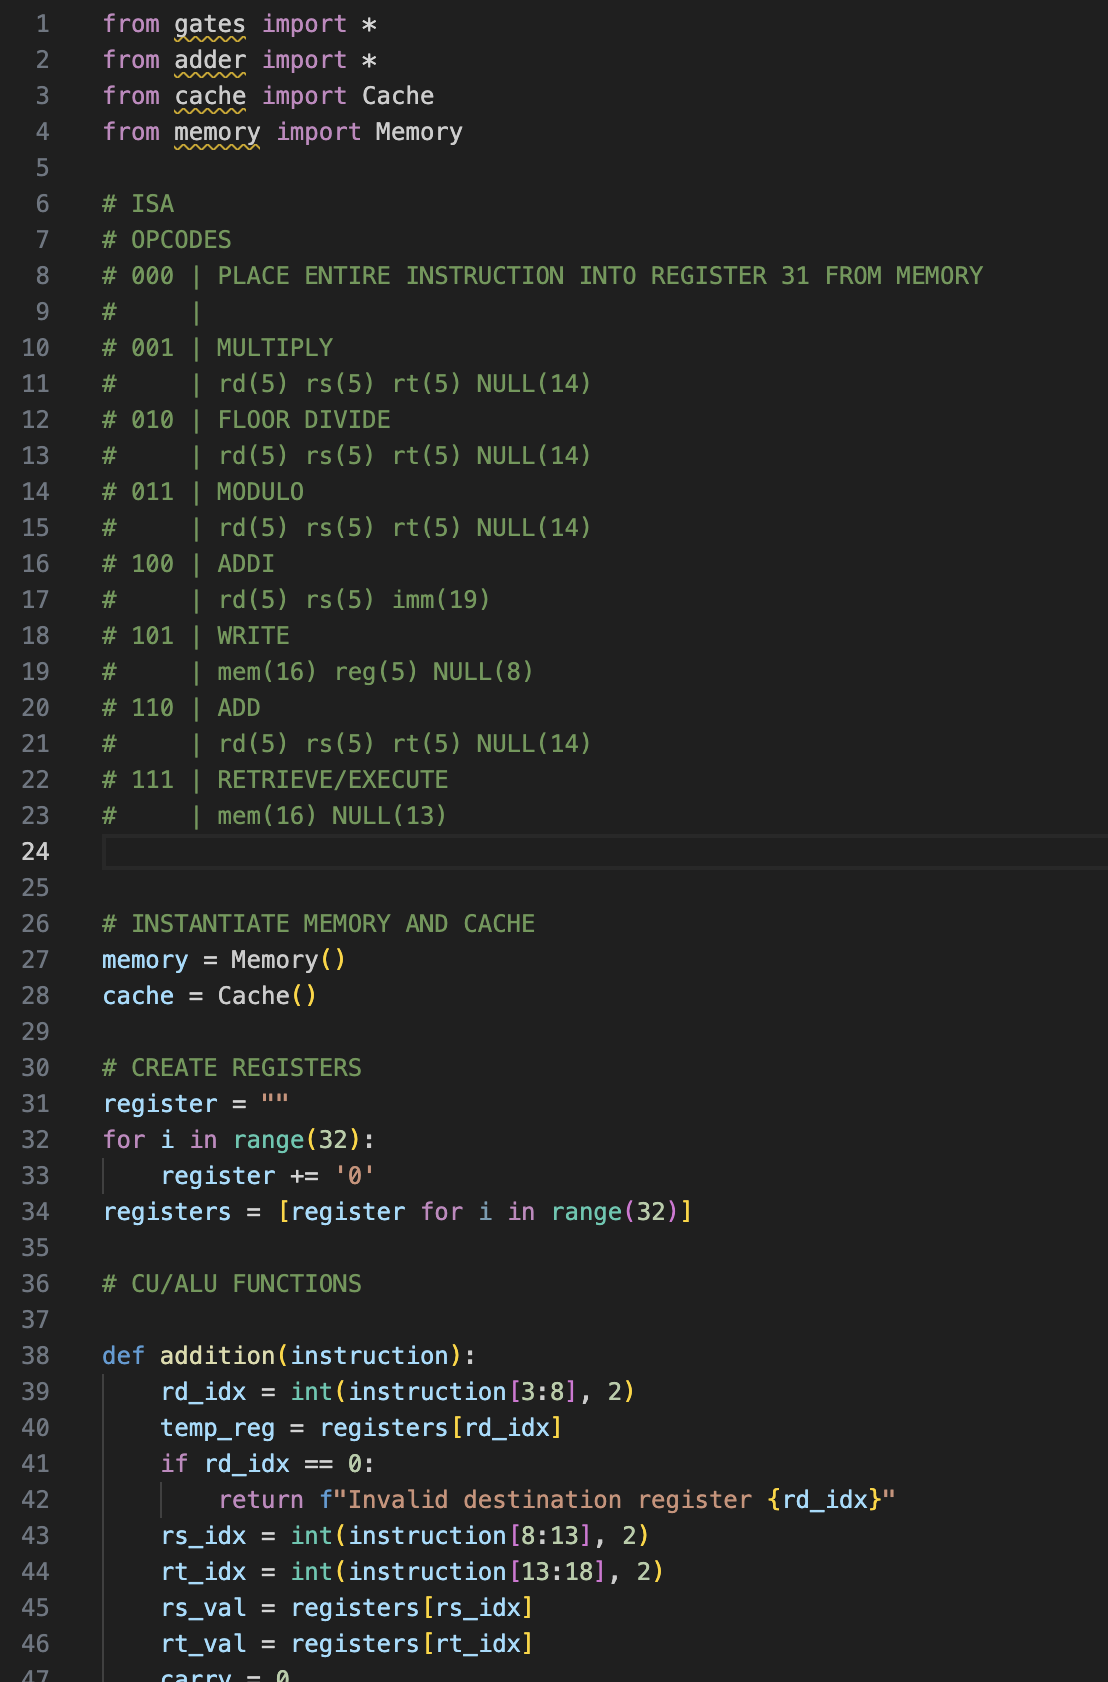 1 from gates import *
2 from adder import *
3 from cache import Cache
4 from memory import Memory
5
6 # ISA
7 # OPCODES
8 # 000 | PLACE ENTIRE INSTRUCTION INTO REGISTER 31 FROM MEMORY
9 #     |
10 # 001 | MULTIPLY
11 #     | rd(5) rs(5) rt(5) NULL(14)
12 # 010 | FLOOR DIVIDE
13 #     | rd(5) rs(5) rt(5) NULL(14)
14 # 011 | MODULO
15 #     | rd(5) rs(5) rt(5) NULL(14)
16 # 100 | ADDI
17 #     | rd(5) rs(5) imm(19)
18 # 101 | WRITE
19 #     | mem(16) reg(5) NULL(8)
20 # 110 | ADD
21 #     | rd(5) rs(5) rt(5) NULL(14)
22 # 111 | RETRIEVE/EXECUTE
23 #     | mem(16) NULL(13)
24
25
26 # INSTANTIATE MEMORY AND CACHE
27 memory = Memory()
28 cache = Cache()
29
30 # CREATE REGISTERS
31 register = ""
32 for i in range(32):
33     register += '0'
34 registers = [register for i in range(32)]
35
36 # CU/ALU FUNCTIONS
37
38 def addition(instruction):
39     rd_idx = int(instruction[3:8], 2)
40     temp_reg = registers[rd_idx]
41     if rd_idx == 0:
42         return f"Invalid destination register {rd_idx}"
43     rs_idx = int(instruction[8:13], 2)
44     rt_idx = int(instruction[13:18], 2)
45     rs_val = registers[rs_idx]
46     rt_val = registers[rt_idx]
47     carry = 0